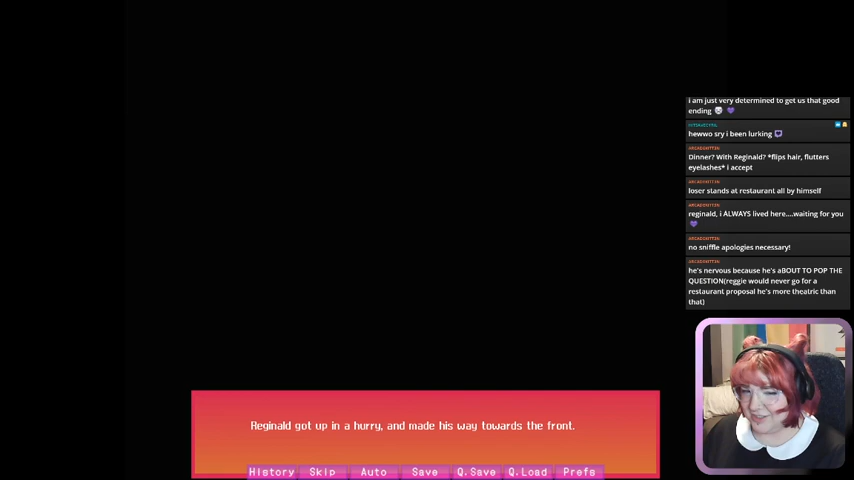 i am just very determined to get us that good
ending
hewwo sry i been lurking
Dinner? With Reginald? *flips hair, flutters
eyelashes* i accept
loser stands at restaurant all by himself
reginald, i ALWAYS lived here....waiting for you
no sniffle apologies necessary!
he's nervous because he's aBOUT TO POP THE
QUESTION(reggie would never go for a
restaurant proposal he's more theatric than
that)
Reginald got up in a hurry, and made his way towards the front.
History Skip Auto Save Q.Save Q.Load Prefs